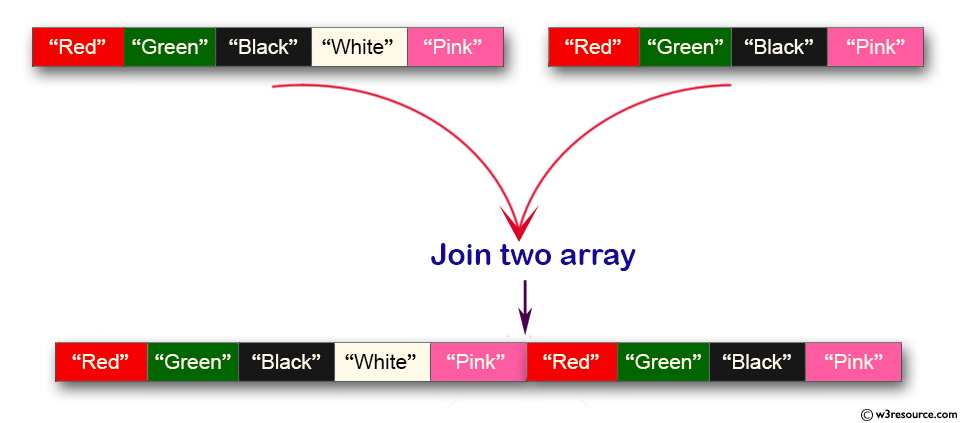 “Red” “Green” “Black” “White” “Pink” “Red” “Green” “Black” “Pink”
Join two array
“Red” “Green” “Black” “White” “Pink” “Red” “Green” “Black” “Pink”
© w3resource.com